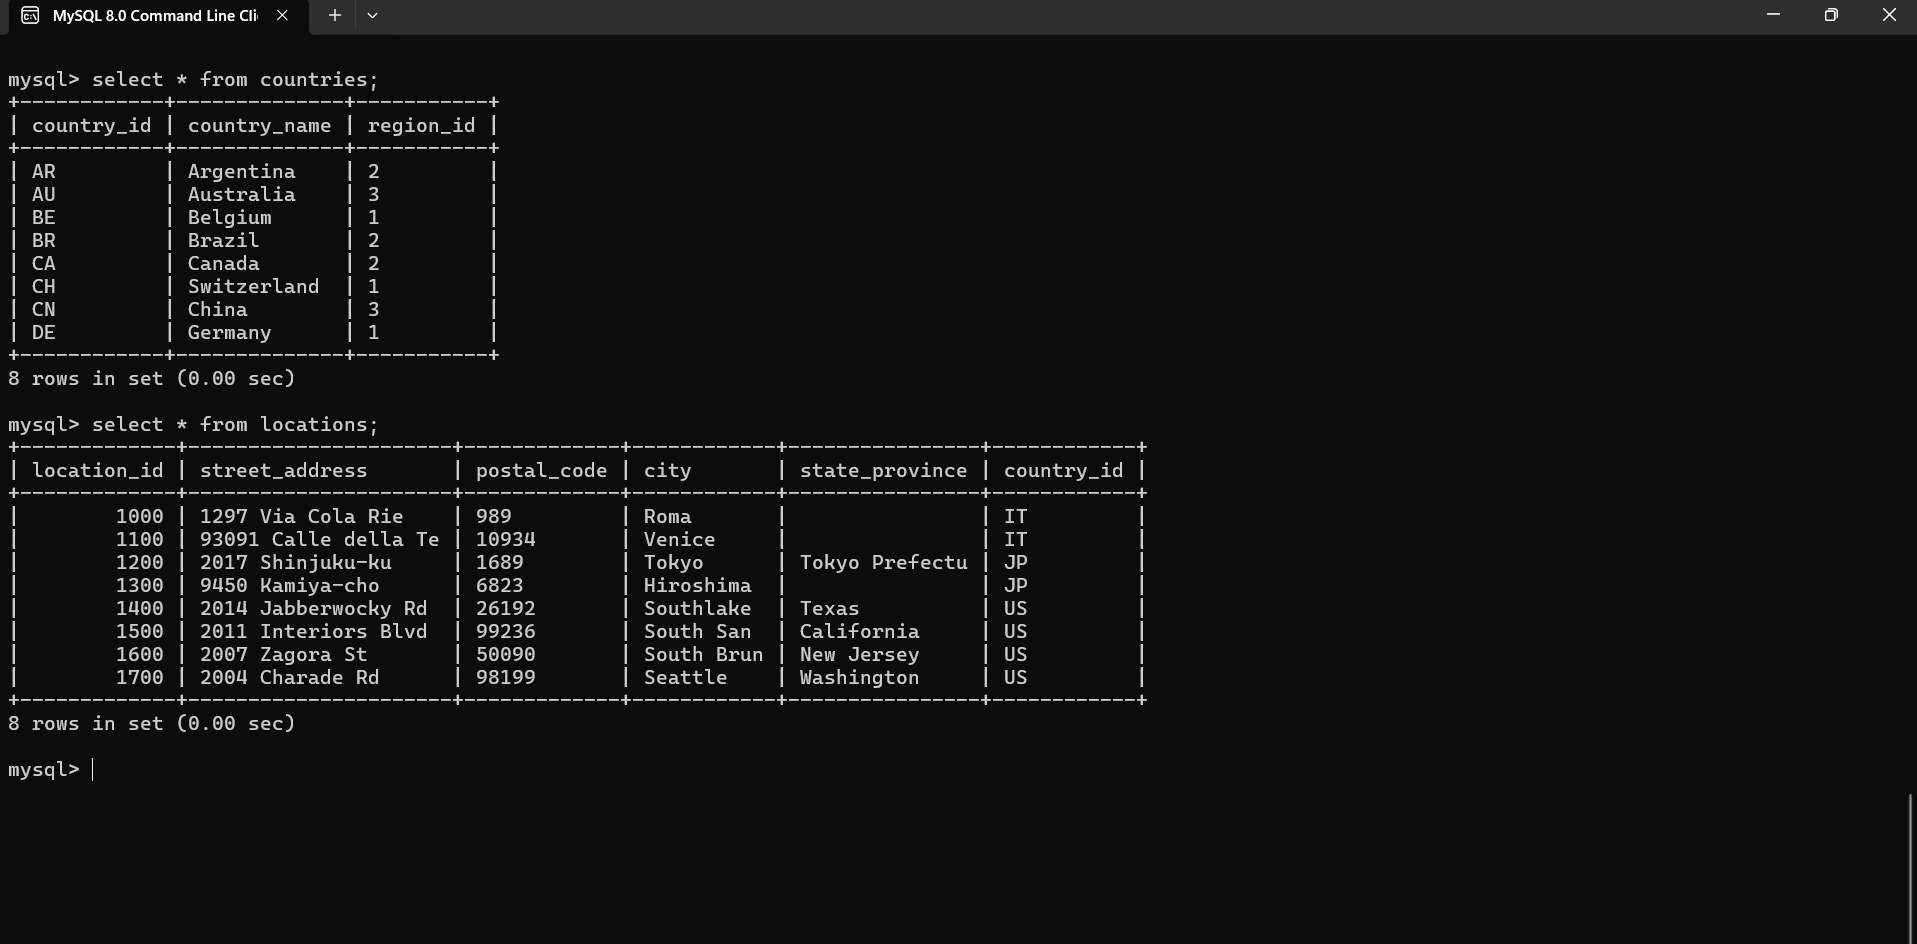 MySQL 8.0 Command Line Cli
mysql> select * from countries;
+------------+--------------+-----------+
| country_id | country_name | region_id |
+------------+--------------+-----------+
| AR         | Argentina    | 2         |
| AU         | Australia    | 3         |
| BE         | Belgium      | 1         |
| BR         | Brazil       | 2         |
| CA         | Canada       | 2         |
| CH         | Switzerland  | 1         |
| CN         | China        | 3         |
| DE         | Germany      | 1         |
+------------+--------------+-----------+
8 rows in set (0.00 sec)
mysql> select * from locations;
+-------------+----------------------+-------------+------------+----------------+------------+
| location_id | street_address       | postal_code | city       | state_province | country_id |
+-------------+----------------------+-------------+------------+----------------+------------+
|        1000 | 1297 Via Cola Rie    | 989         | Roma       |                | IT         |
|        1100 | 93091 Calle della Te | 10934       | Venice     |                | IT         |
|        1200 | 2017 Shinjuku-ku     | 1689        | Tokyo      | Tokyo Prefectu | JP         |
|        1300 | 9450 Kamiya-cho      | 6823        | Hiroshima  |                | JP         |
|        1400 | 2014 Jabberwocky Rd  | 26192       | Southlake  | Texas          | US         |
|        1500 | 2011 Interiors Blvd  | 99236       | South San  | California     | US         |
|        1600 | 2007 Zagora St       | 50090       | South Brun | New Jersey     | US         |
|        1700 | 2004 Charade Rd      | 98199       | Seattle    | Washington     | US         |
+-------------+----------------------+-------------+------------+----------------+------------+
8 rows in set (0.00 sec)
mysql>